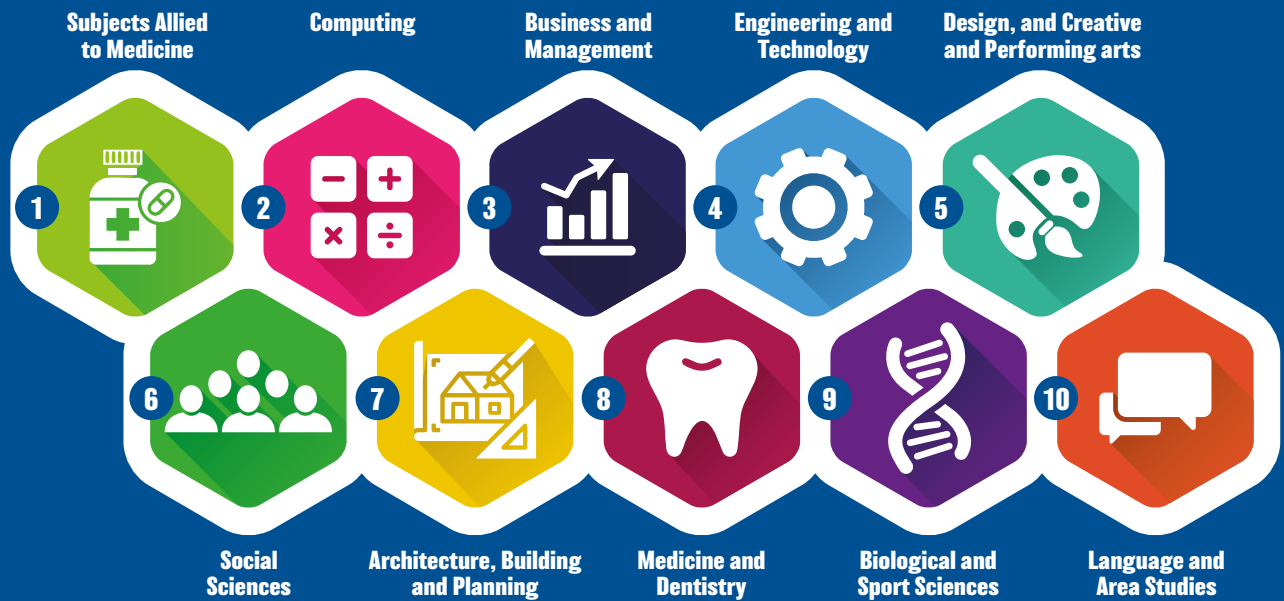 Subjects Allied
to Medicine
Computing
Business and
Management
Engineering and
Technology
Design, and Creative
and Performing arts
1
2
3
4
5
6
7
8
9
10
Social
Sciences
Architecture, Building
and Planning
Medicine and
Dentistry
Biological and
Sport Sciences
Language and
Area Studies